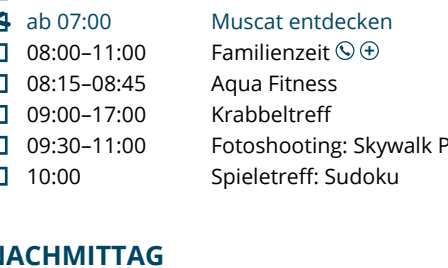 ab 07:00 Muscat entdecken
08:00–11:00 Familienzeit
08:15–08:45 Aqua Fitness
09:00–17:00 Krabbeltreff
09:30–11:00 Fotoshooting: Skywalk P
10:00 Spieletreff: Sudoku
NACHMITTAG